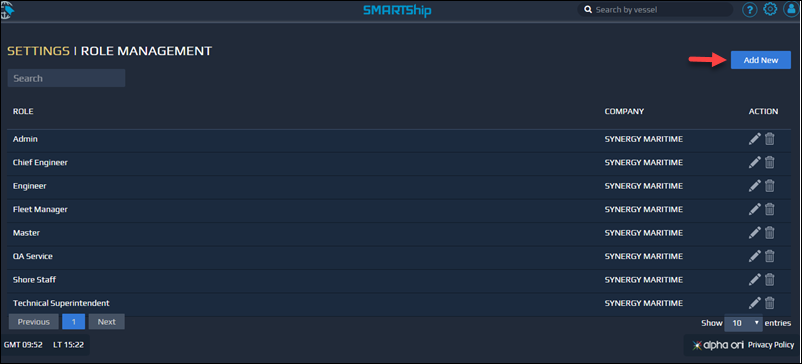 SMARTShip
Search by vessel
?
SETTINGS | ROLE MANAGEMENT
Add New
Search
ROLE COMPANY ACTION
Admin SYNERGY MARITIME
Chief Engineer SYNERGY MARITIME
Engineer SYNERGY MARITIME
Fleet Manager SYNERGY MARITIME
Master SYNERGY MARITIME
QA Service SYNERGY MARITIME
Shore Staff SYNERGY MARITIME
Technical Superintendent SYNERGY MARITIME
Previous 1 Next Show 10 entries
GMT 09:52 LT 15:22 alpha ori Privacy Policy